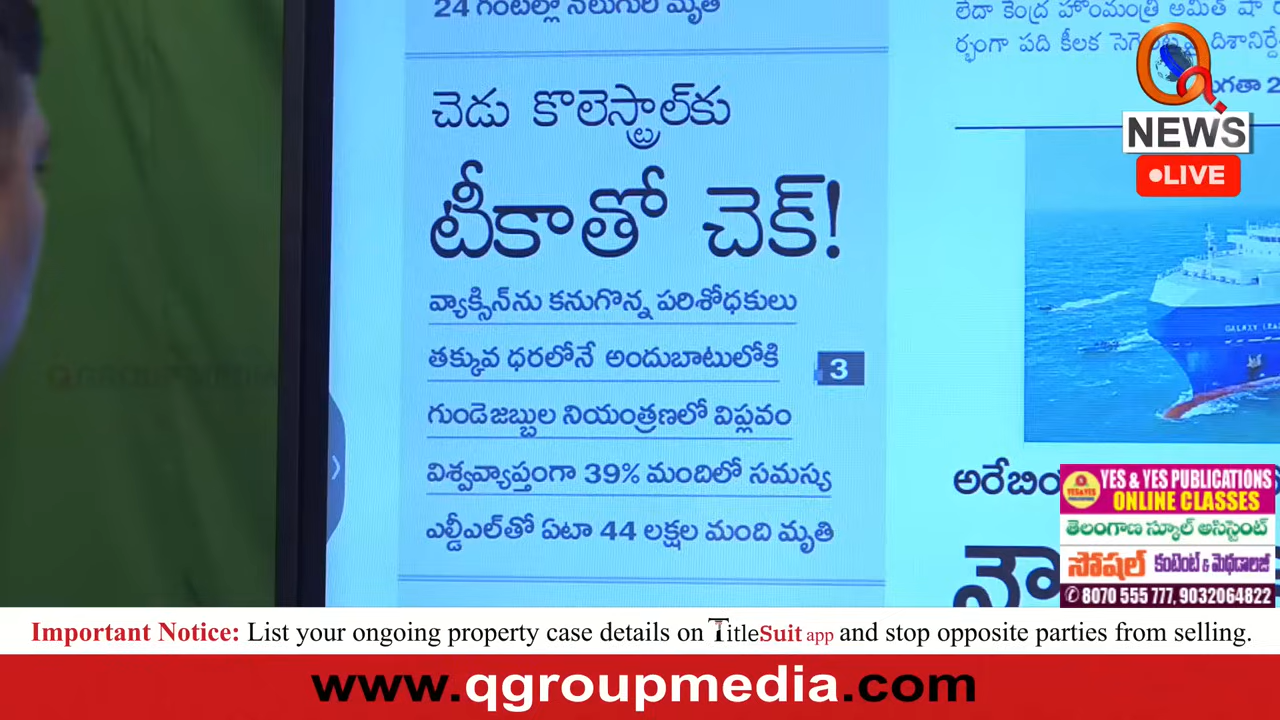 24 గంటల్లో నలుగురి మృతి
చెడు కొలెస్ట్రాల్‌కు
టీకాతో చెక్!
వ్యాక్సిన్‌ను కనుగొన్న పరిశోధకులు
తక్కువ ధరలోనే అందుబాటులోకి
3
గుండెజబ్బుల నియంత్రణలో విప్లవం
విశ్వవ్యాప్తంగా 39% మందిలో సమస్య
ఎల్డీఎల్‌తో ఏటా 44 లక్షల మంది మృతి
లేదా కేంద్ర హోంమంత్రి అమిత్ షా
ర్భంగా పది కీలక
Q
NEWS
LIVE
GALAXY
QGROUPMEDIA
YES & YES PUBLICATIONS
ONLINE CLASSES
తెలంగాణ స్కూల్ అసిస్టెంట్
సోషల్ కంటెంట్ & మెథడాలజీ
8070 555 777, 9032064822
Important Notice: List your ongoing property case details on TitleSuit app and stop opposite parties from selling.
www.qgroupmedia.com